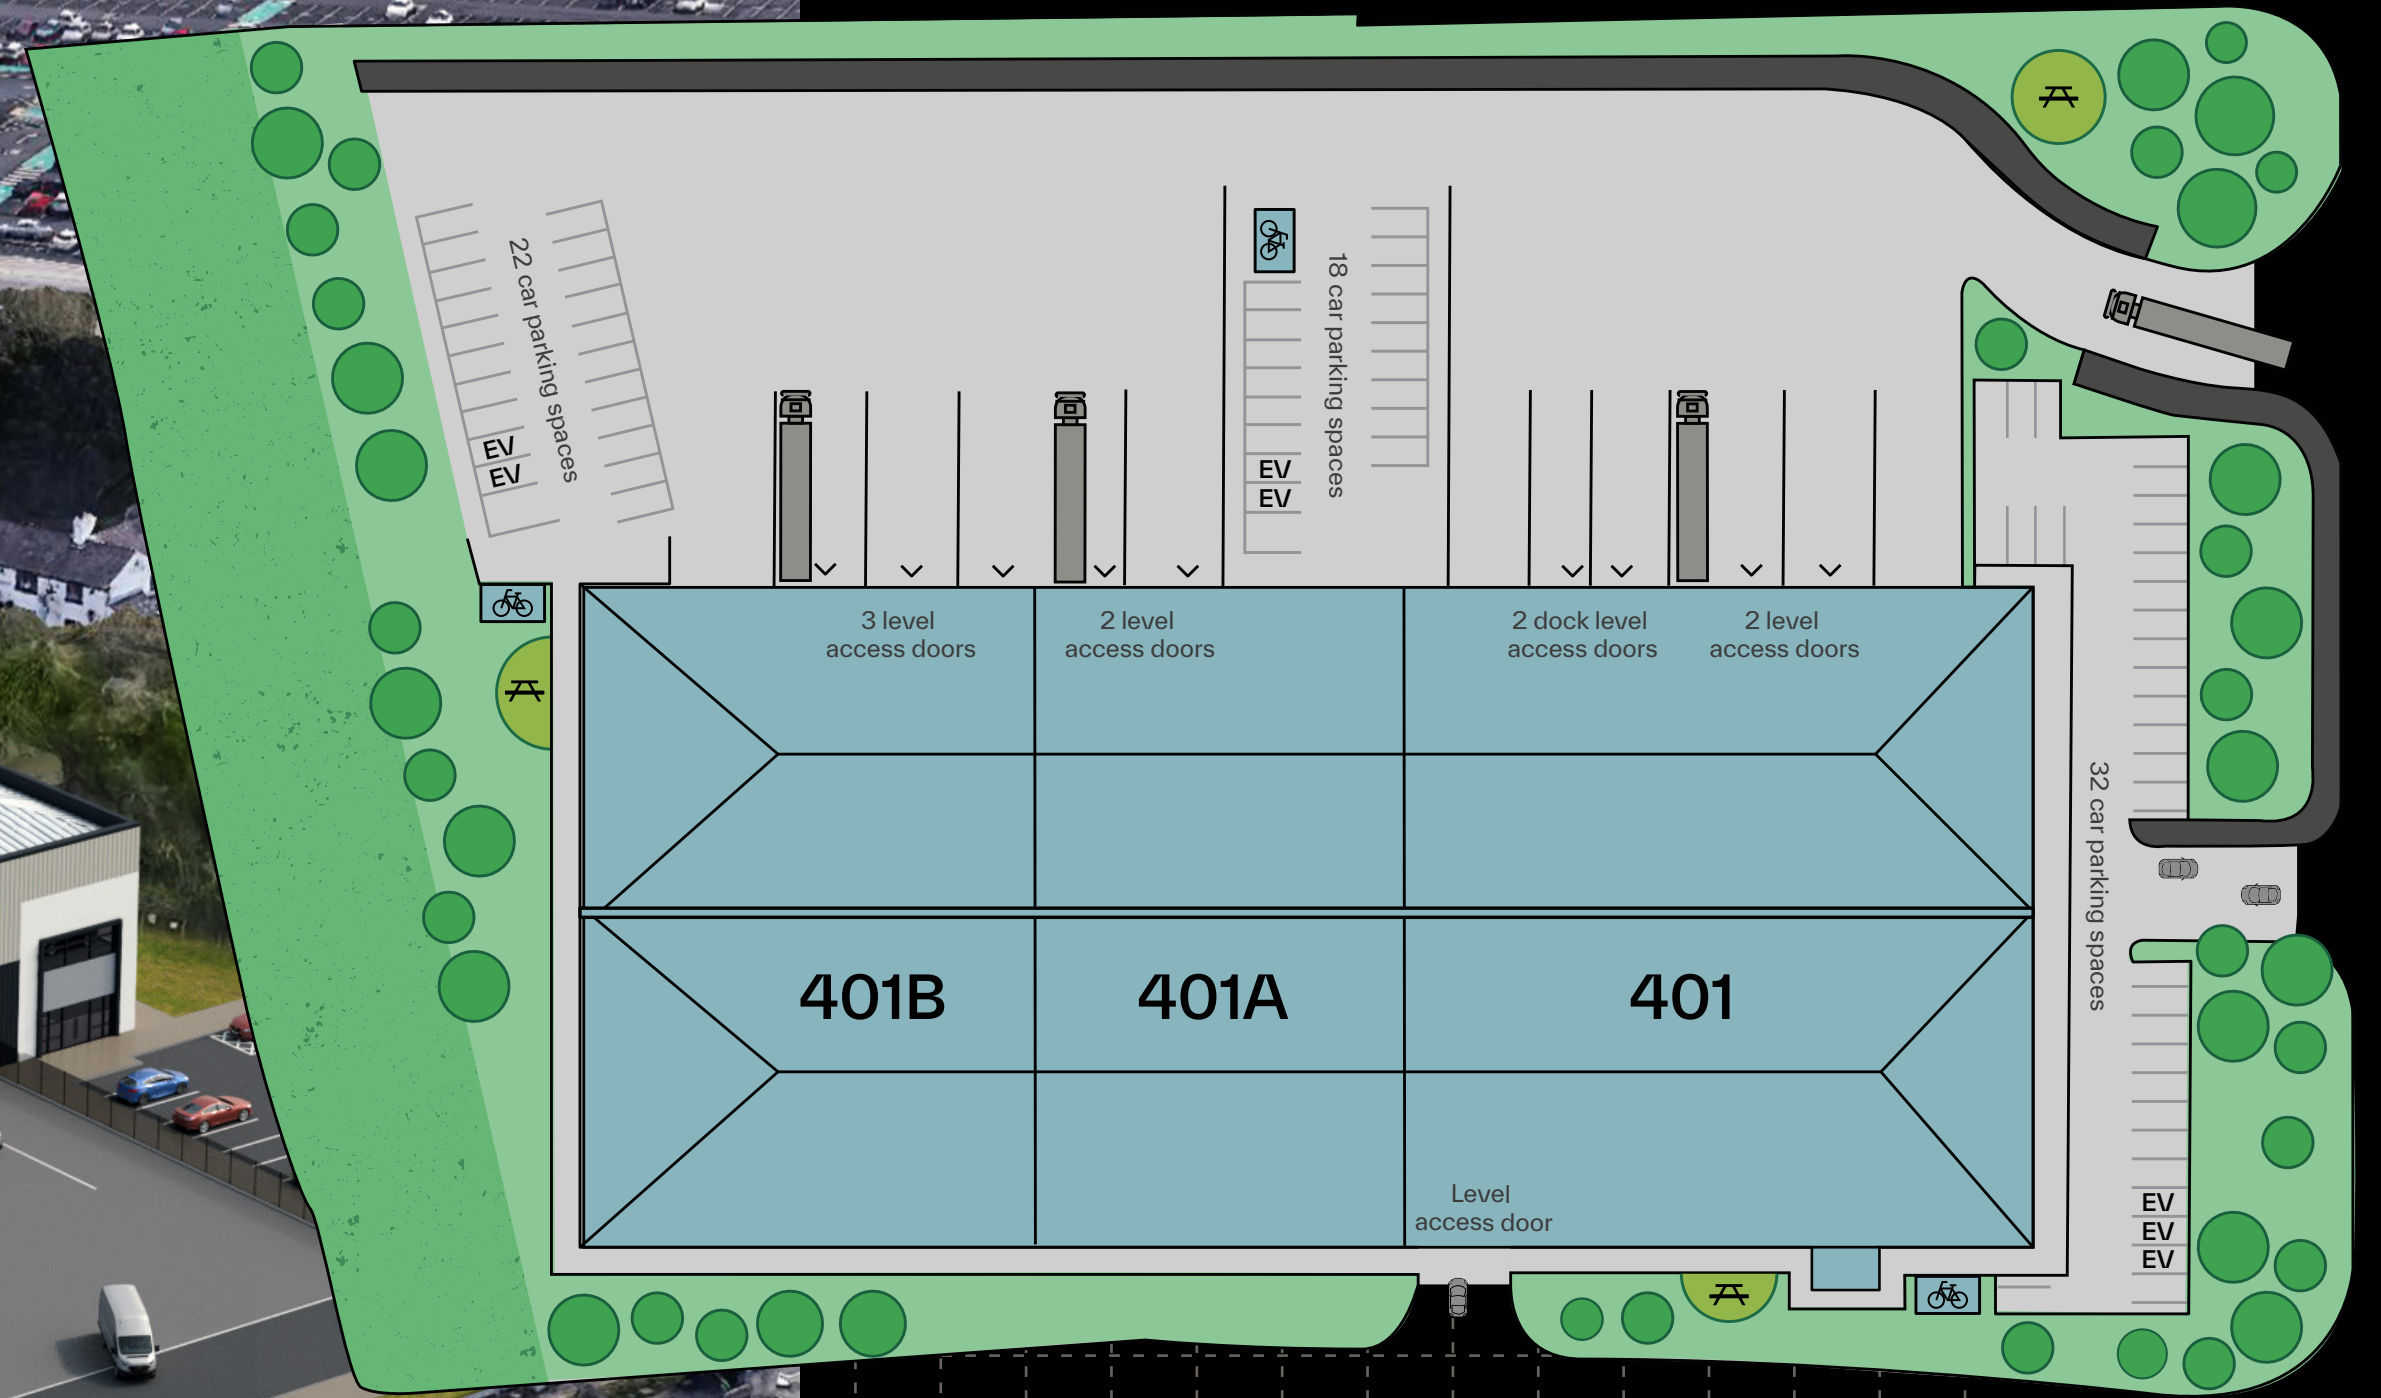 22 car parking spaces
EV
EV
18 car parking spaces
EV
EV
3 level
access doors
2 level
access doors
2 dock level
access doors
2 level
access doors
32 car parking spaces
401B
401A
401
Level
access door
EV
EV
EV